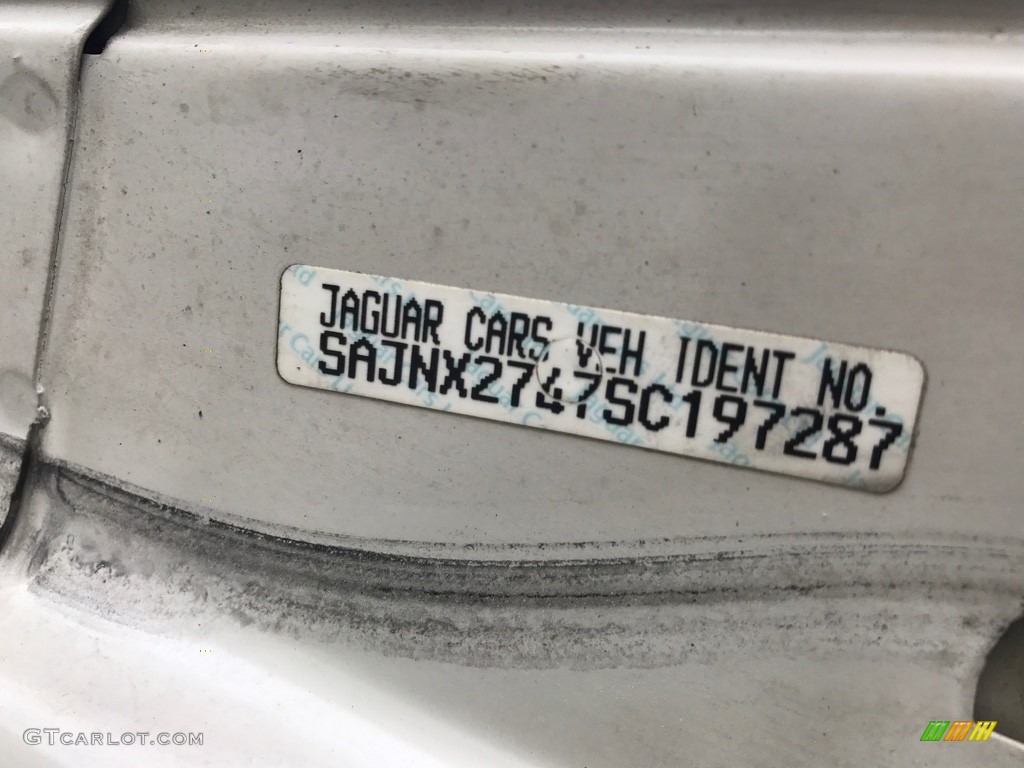 JAGUAR CARS VEH IDENT NO.
SAJNX2747SC197287
GTCARLOT.COM